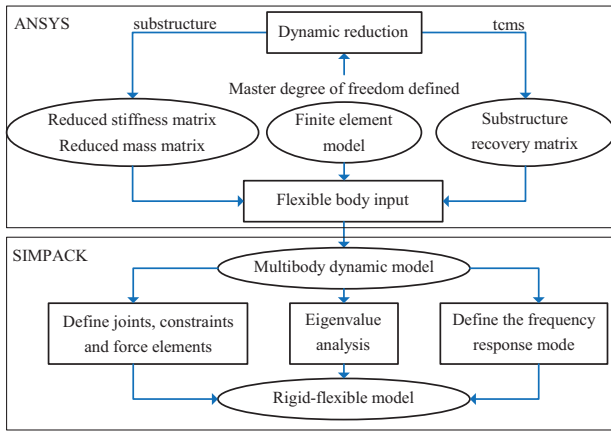 ANSYS
substructure
Dynamic reduction
tcms
Master degree of freedom defined
Reduced stiffness matrix
Reduced mass matrix
Finite element
model
Substructure
recovery matrix
Flexible body input
SIMPACK
Multibody dynamic model
Define joints, constraints
and force elements
Eigenvalue
analysis
Define the frequency
response mode
Rigid-flexible model